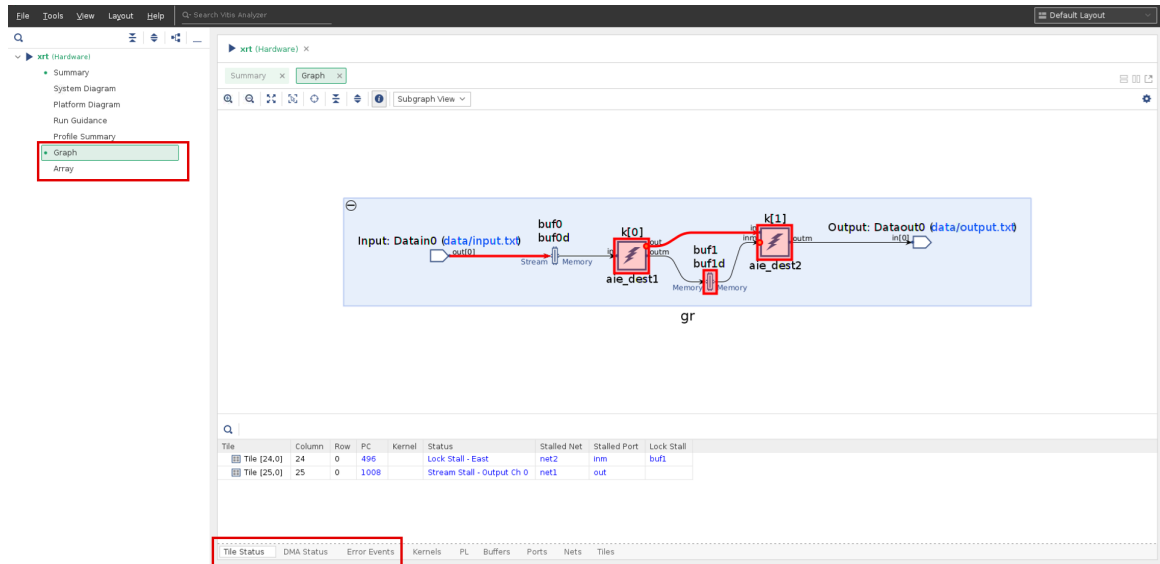 File Tools View Layout Help Q- Search Vitis Analyzer Default Layout
xrt (Hardware)
Summary
System Diagram
Platform Diagram
Run Guidance
Profile Summary
Graph
Array
xrt (Hardware) ×
Summary × Graph ×
Subgraph View
Input: Datain0 (data/input.txt)
out[0]
buf0
buf0d
Stream Memory
k[0]
in
out
outm
aie_dest1
buf1
buf1d
Memory Memory
k[1]
in
inm
outm
aie_dest2
Output: Dataout0 (data/output.txt)
in[0]
gr
Tile Column Row PC Kernel Status Stalled Net Stalled Port Lock Stall
Tile [24,0] 24 0 496 Lock Stall - East net2 inm buf1
Tile [25,0] 25 0 1008 Stream Stall - Output Ch 0 net1 out
Tile Status DMA Status Error Events Kernels PL Buffers Ports Nets Tiles